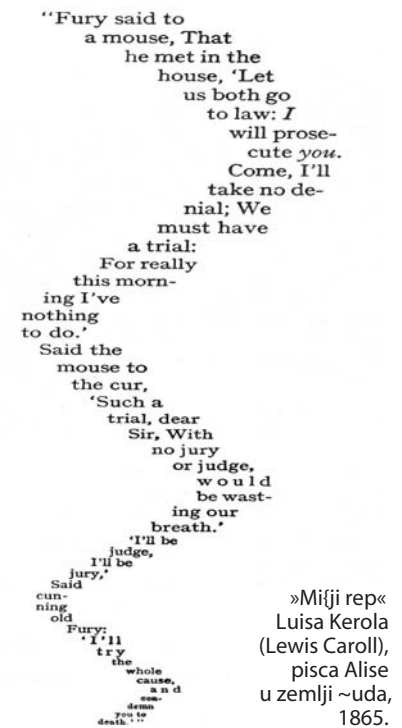 “Fury said to
a mouse, That
he met in the
house, ‘Let
us both go
to law: I
will prose-
cute you.
Come, I’ll
take no de-
nial; We
must have
a trial:
For really
this morn-
ing I’ve
nothing
to do.’
Said the
mouse to
the cur,
‘Such a
trial, dear
Sir, With
no jury
or judge,
would
be wast-
ing our
breath.’
‘I’ll be
judge,
I’ll be
jury,’
Said
cun-
ning
old
Fury:
‘I’ll
try
the
whole
cause,
and
con-
demn
you to
death.’”
»Mi{ji rep«
Luisa Kerola
(Lewis Caroll),
pisca Alise
u zemlji ~uda,
1865.